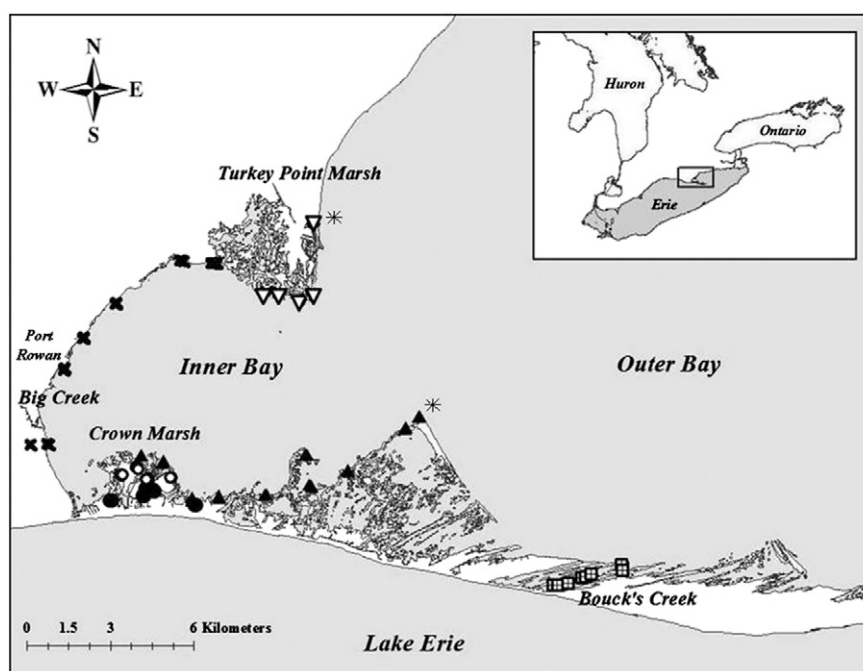 N
W E
S
Huron
Ontario
Erie
Turkey Point Marsh
Port
Rowan
Inner Bay
Outer Bay
Big Creek
Crown Marsh
Bouck's Creek
0 1.5 3 6 Kilometers
Lake Erie